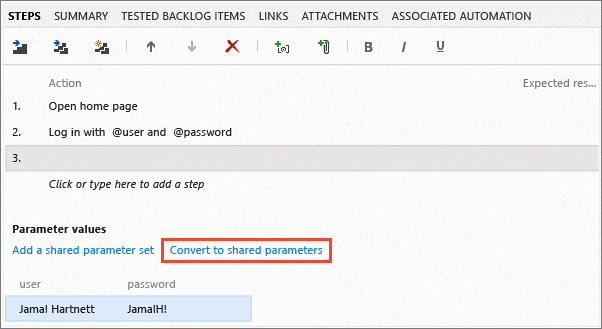 STEPS SUMMARY TESTED BACKLOG ITEMS LINKS ATTACHMENTS ASSOCIATED AUTOMATION
B I U
Action Expected res...
1. Open home page
2. Log in with @user and @password
3.
Click or type here to add a step
Parameter values
Add a shared parameter set Convert to shared parameters
user password
Jamal Hartnett JamalH!